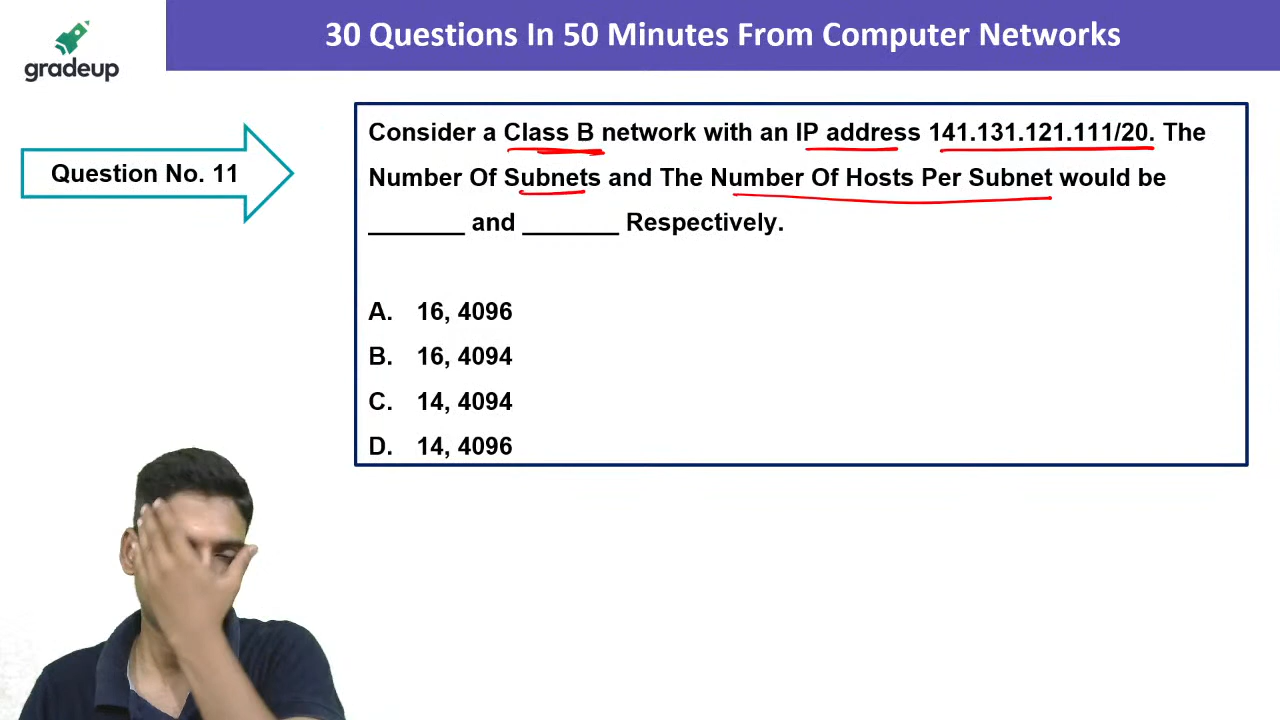 30 Questions In 50 Minutes From Computer Networks
gradeup
Question No. 11
Consider a Class B network with an IP address 141.131.121.111/20. The
Number Of Subnets and The Number Of Hosts Per Subnet would be
_______ and _______ Respectively.
A. 16, 4096
B. 16, 4094
C. 14, 4094
D. 14, 4096